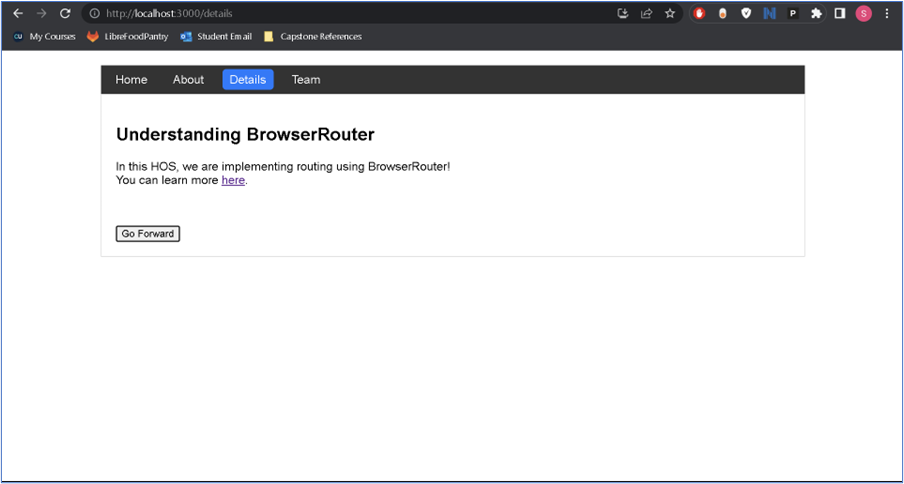 http://localhost:3000/details
My Courses LibreFoodPantry Student Email Capstone References
Home About Details Team
Understanding BrowserRouter
In this HOS, we are implementing routing using BrowserRouter!
You can learn more here.
Go Forward